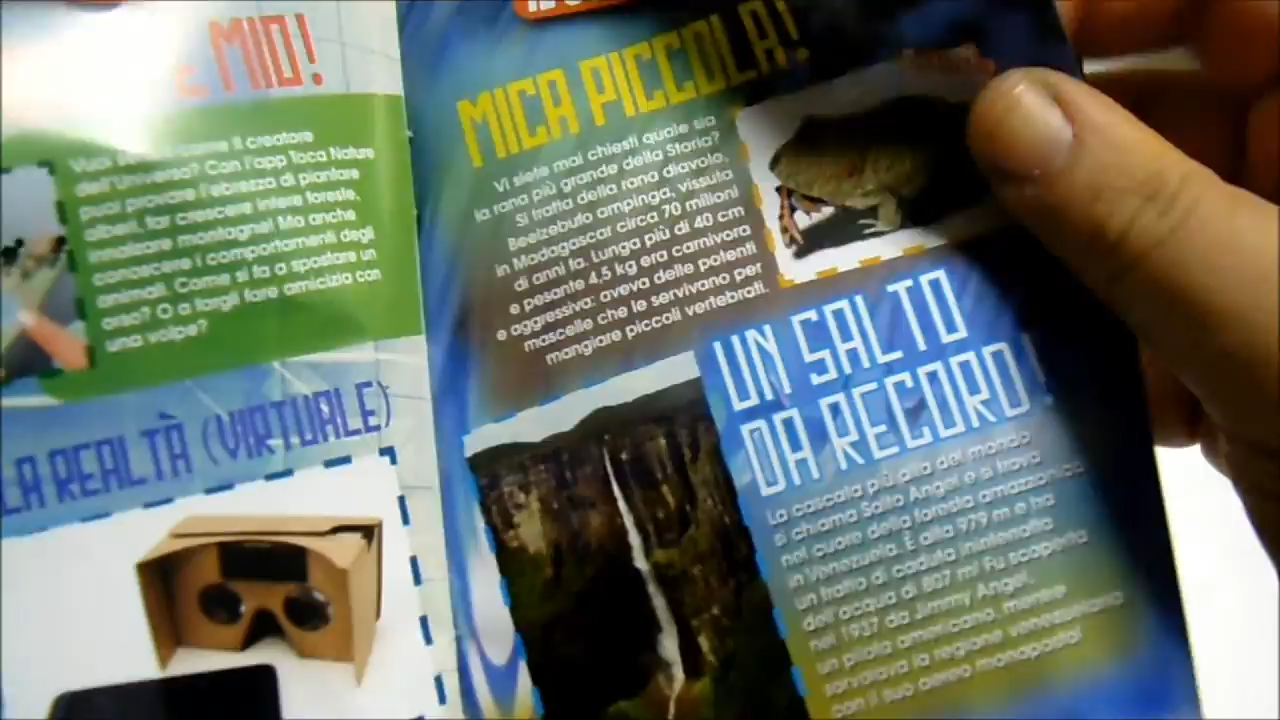 E MIO!
Vuoi il creatore
dell'Universo? Con l'app Toca Nature
puoi provare l'ebrezza di piantare
alberi, far crescere intere foreste,
innalzare montagne! Ma anche
conoscere i comportamenti degli
animali. Come si fa a spostare un
orso? O a fargli fare amicizia con
una volpe?
LA REALTÀ (VIRTUALE)
MICA PICCOLA!
Vi siete mai chiesti quale sia
la rana più grande della Storia?
Si tratta della rana diavolo,
Beelzebufo ampinga, vissuta
in Madagascar circa 70 milioni
di anni fa. Lunga più di 40 cm
e pesante 4,5 kg era carnivora
e aggressiva: aveva delle potenti
mascelle che le servivano per
mangiare piccoli vertebrati.
UN SALTO
DA RECORD!
La cascata più alta del mondo
si chiama Salto Angel e si trova
nel cuore della foresta amazzonica
in Venezuela. È alta 979 m e ha
un tratto di caduta ininterrotta
dell'acqua di 807 m! Fu scoperta
nel 1937 da Jimmy Angel,
un pilota americano, mentre
sorvolava la regione venezuelana
con il suo aereo monoposto!